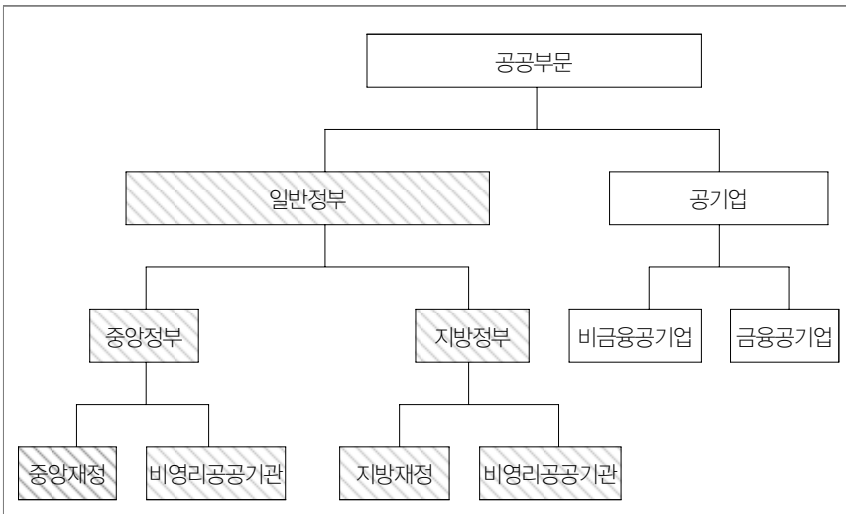 공공부문
일반정부
공기업
중앙정부
지방정부
비금융공기업
금융공기업
중앙재정
비영리공공기관
지방재정
비영리공공기관